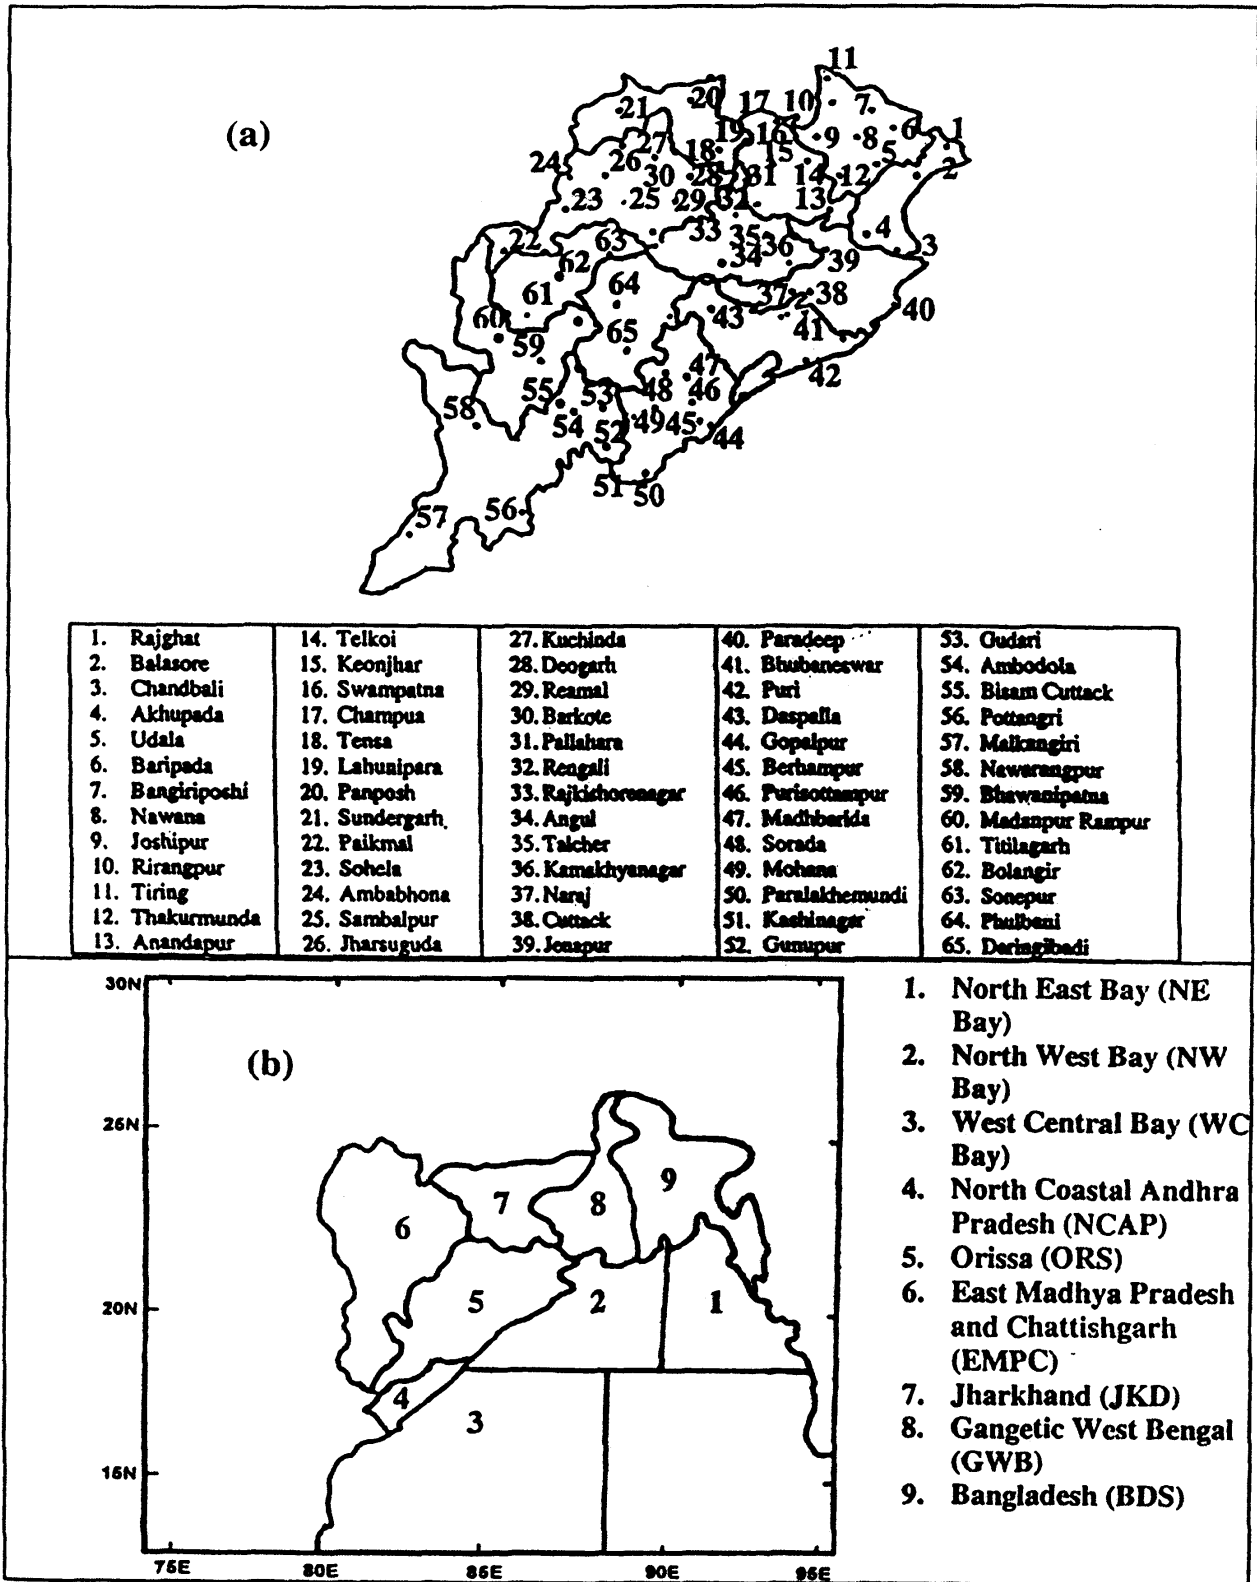 (a)
11
21
20
17
10
7
6
1
19
16
9
8
5
2
24
26
27
18
15
14
12
23
25
30
29
28
31
13
32
4
3
22
63
33
35
36
34
39
62
64
37
38
40
61
60
43
41
65
59
42
47
48
46
58
55
53
54
52
49
45
44
51
50
57
56
1. Rajghat
2. Balasore
3. Chandbali
4. Akhupada
5. Udala
6. Baripada
7. Bangiriposhi
8. Nawana
9. Joshipur
10. Rirangpur
11. Tiring
12. Thakurmunda
13. Anandapur
14. Telkoi
15. Keonjhar
16. Swampatna
17. Champua
18. Tensa
19. Lahunipara
20. Panposh
21. Sundergarh
22. Paikmal
23. Sohela
24. Ambabhona
25. Sambalpur
26. Jharsuguda
27. Kuchinda
28. Deogarh
29. Reamal
30. Barkote
31. Pallahara
32. Rengali
33. Rajkishorenagar
34. Angul
35. Talcher
36. Kamakhyanagar
37. Naraj
38. Cuttack
39. Jenapur
40. Paradeep
41. Bhubaneswar
42. Puri
43. Daspalla
44. Gopalpur
45. Berhampur
46. Purisottampur
47. Madhbarida
48. Sorada
49. Mohana
50. Paralakhemundi
51. Kashinagar
52. Gunupur
53. Gudari
54. Ambodola
55. Bisam Cuttack
56. Pottangri
57. Malkangiri
58. Nawarangpur
59. Bhawanipatna
60. Madanpur Rampur
61. Titilagarh
62. Bolangir
63. Sonepur
64. Phulbani
65. Daringibadi
(b)
30N
25N
20N
15N
75E
80E
85E
90E
95E
6
7
8
9
5
2
1
4
3
1. North East Bay (NE
Bay)
2. North West Bay (NW
Bay)
3. West Central Bay (WC
Bay)
4. North Coastal Andhra
Pradesh (NCAP)
5. Orissa (ORS)
6. East Madhya Pradesh
and Chattishgarh
(EMPC)
7. Jharkhand (JKD)
8. Gangetic West Bengal
(GWB)
9. Bangladesh (BDS)